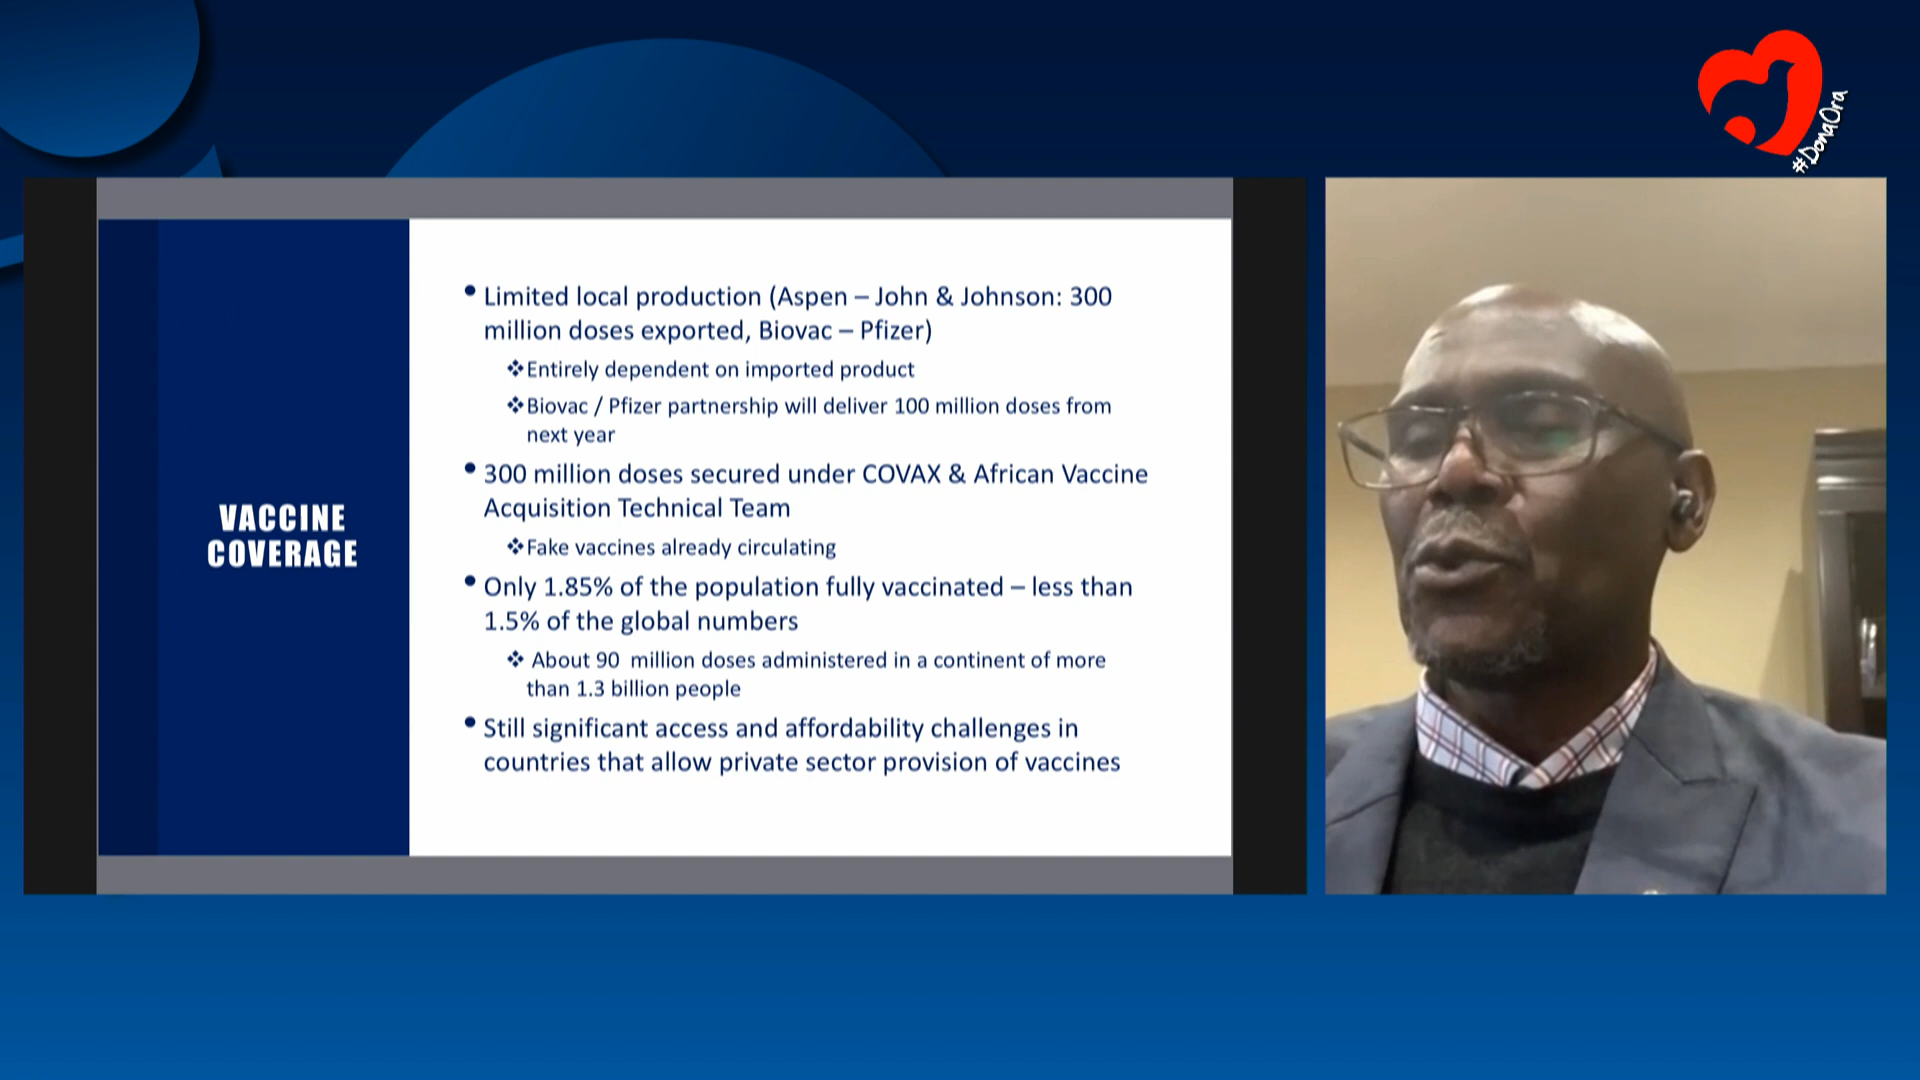 #DonaOra
VACCINE
COVERAGE
• Limited local production (Aspen – John & Johnson: 300
million doses exported, Biovac – Pfizer)
❖Entirely dependent on imported product
❖Biovac / Pfizer partnership will deliver 100 million doses from
next year
• 300 million doses secured under COVAX & African Vaccine
Acquisition Technical Team
❖Fake vaccines already circulating
• Only 1.85% of the population fully vaccinated – less than
1.5% of the global numbers
❖ About 90 million doses administered in a continent of more
than 1.3 billion people
• Still significant access and affordability challenges in
countries that allow private sector provision of vaccines